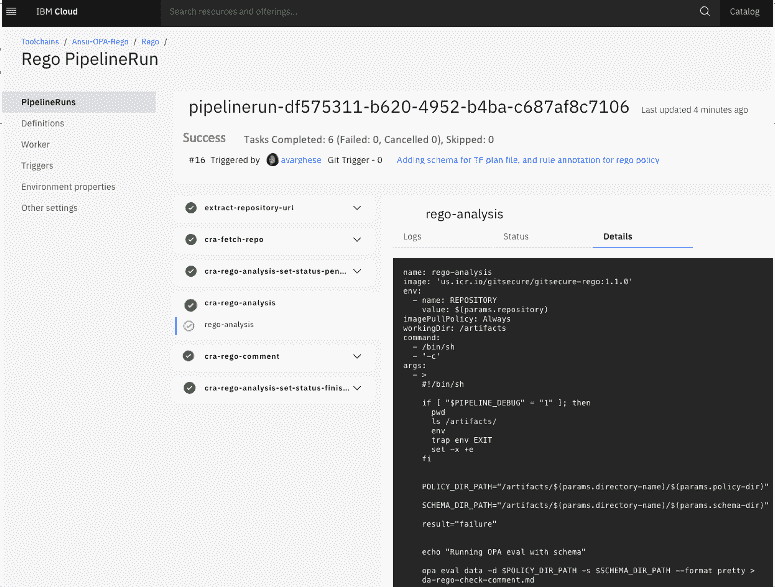 IBM Cloud
Search resources and offerings...
Catalog
Toolchains / Ansu-OPA-Rego / Rego /
Rego PipelineRun
PipelineRuns
Definitions
Worker
Triggers
Environment properties
Other settings
pipelinerun-df575311-b620-4952-b4ba-c687af8c7106 Last updated 4 minutes ago
Success Tasks Completed: 6 (Failed: 0, Cancelled 0), Skipped: 0
#16 Triggered by avarghese Git Trigger - 0 Adding schema for TF plan file, and rule annotation for rego policy
extract-repository-url
cra-fetch-repo
cra-rego-analysis-set-status-pen...
cra-rego-analysis
rego-analysis
cra-rego-comment
cra-rego-analysis-set-status-finis...
rego-analysis
Logs Status Details
name: rego-analysis
image: 'us.icr.io/gitsecure/gitsecure-rego:1.1.0'
env:
- name: REPOSITORY
value: $(params.repository)
imagePullPolicy: Always
workingDir: /artifacts
command:
- /bin/sh
- '-c'
args:
- >
#!/bin/sh
if [ "$PIPELINE_DEBUG" = "1" ]; then
pwd
ls /artifacts/
env
trap env EXIT
set -x +e
fi
POLICY_DIR_PATH="/artifacts/$(params.directory-name)/$(params.policy-dir)"
SCHEMA_DIR_PATH="/artifacts/$(params.directory-name)/$(params.schema-dir)"
result="failure"
echo "Running OPA eval with schema"
opa eval data -d $POLICY_DIR_PATH -s $SCHEMA_DIR_PATH --format pretty >
da-rego-check-comment.md